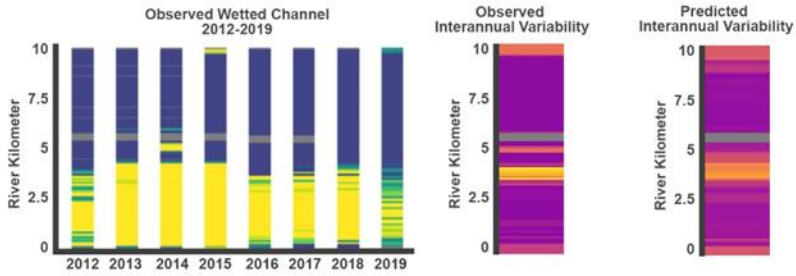 Observed Wetted Channel
2012-2019
River Kilometer
10
7.5
5
2.5
0
2012 2013 2014 2015 2016 2017 2018 2019
Observed
Interannual Variability
River Kilometer
10
7.5
5
2.5
0
Predicted
Interannual Variability
River Kilometer
10
7.5
5
2.5
0